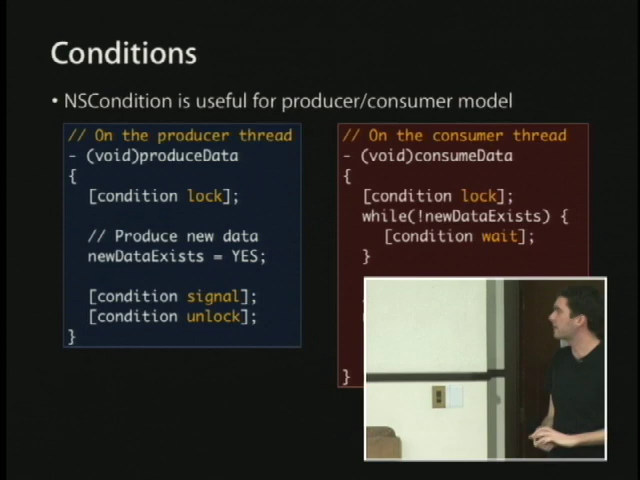 Conditions
• NSCondition is useful for producer/consumer model
// On the producer thread
- (void)produceData
{
[condition lock];
// Produce new data
newDataExists = YES;
[condition signal];
[condition unlock];
}
// On the consumer thread
- (void)consumeData
{
[condition lock];
while(!newDataExists) {
[condition wait];
}
}